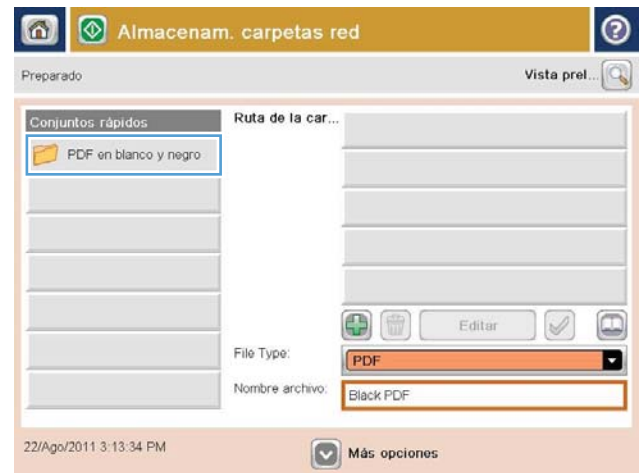 Almacenam. carpetas red
?
Preparado
Vista prel...
Conjuntos rápidos
Ruta de la car...
PDF en blanco y negro
Editar
File Type:
PDF
Nombre archivo:
Black PDF
22/Ago/2011 3:13:34 PM
Más opciones